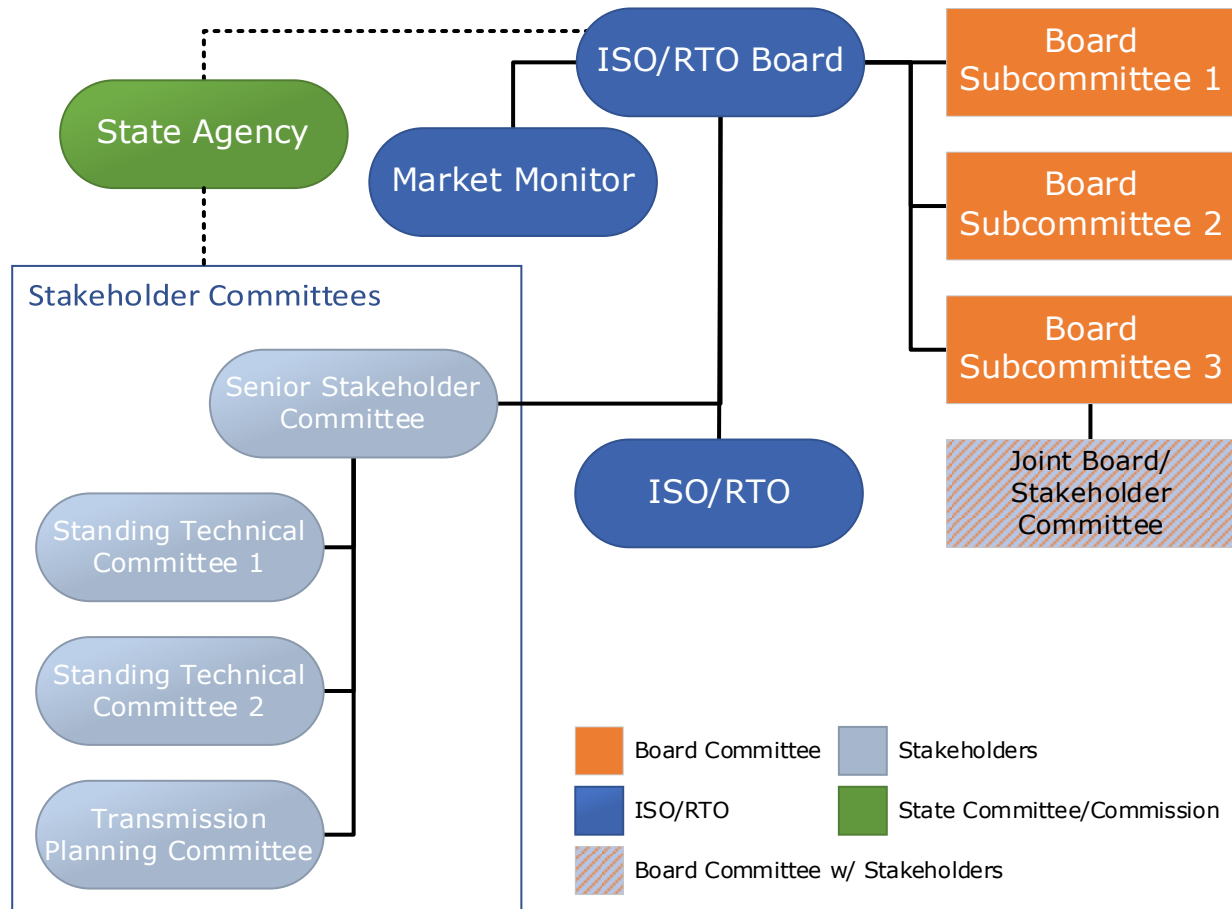 ISO/RTO Board
Board
Subcommittee 1
State Agency
Market Monitor
Board
Subcommittee 2
Stakeholder Committees
Board
Subcommittee 3
Senior Stakeholder
Committee
ISO/RTO
Joint Board/
Stakeholder
Committee
Standing Technical
Committee 1
Standing Technical
Committee 2
Transmission
Planning Committee
Board Committee
Stakeholders
ISO/RTO
State Committee/Commission
Board Committee w/ Stakeholders